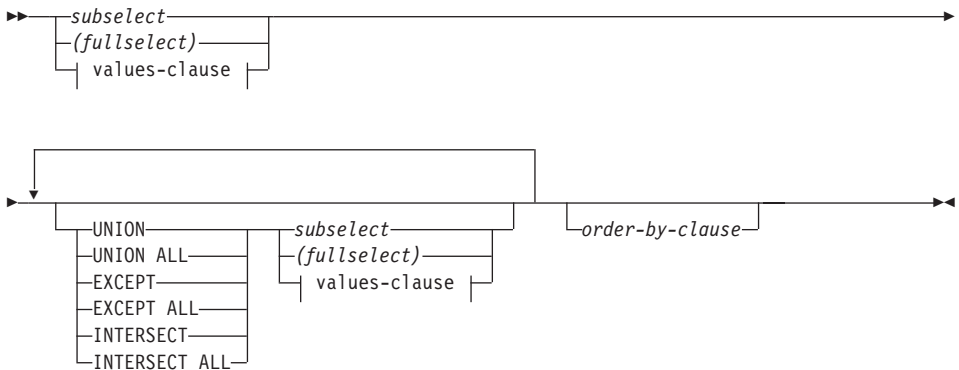 subselect
(fullselect)
values-clause
UNION
UNION ALL
EXCEPT
EXCEPT ALL
INTERSECT
INTERSECT ALL
subselect
(fullselect)
values-clause
order-by-clause